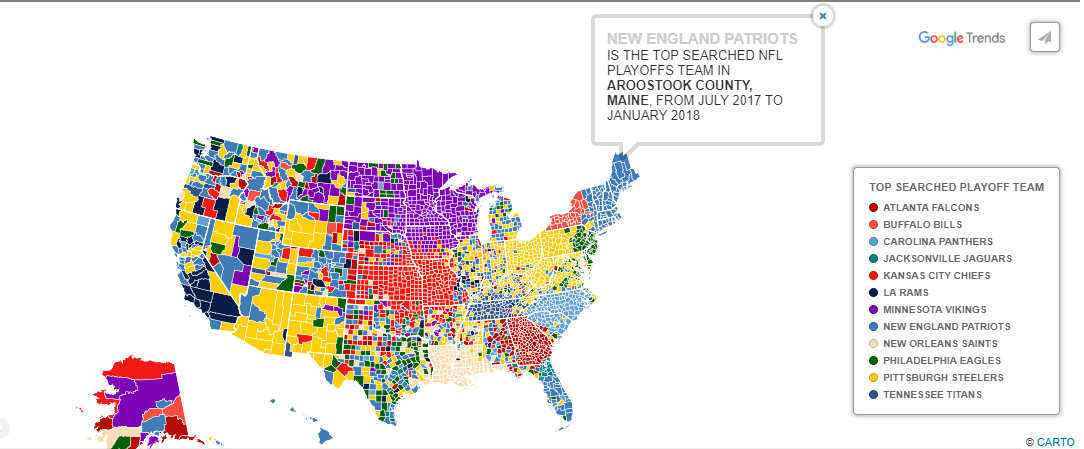 NEW ENGLAND PATRIOTS
IS THE TOP SEARCHED NFL
PLAYOFFS TEAM IN
AROOSTOOK COUNTY,
MAINE, FROM JULY 2017 TO
JANUARY 2018
Google Trends
TOP SEARCHED PLAYOFF TEAM
ATLANTA FALCONS
BUFFALO BILLS
CAROLINA PANTHERS
JACKSONVILLE JAGUARS
KANSAS CITY CHIEFS
LA RAMS
MINNESOTA VIKINGS
NEW ENGLAND PATRIOTS
NEW ORLEANS SAINTS
PHILADELPHIA EAGLES
PITTSBURGH STEELERS
TENNESSEE TITANS
© CARTO